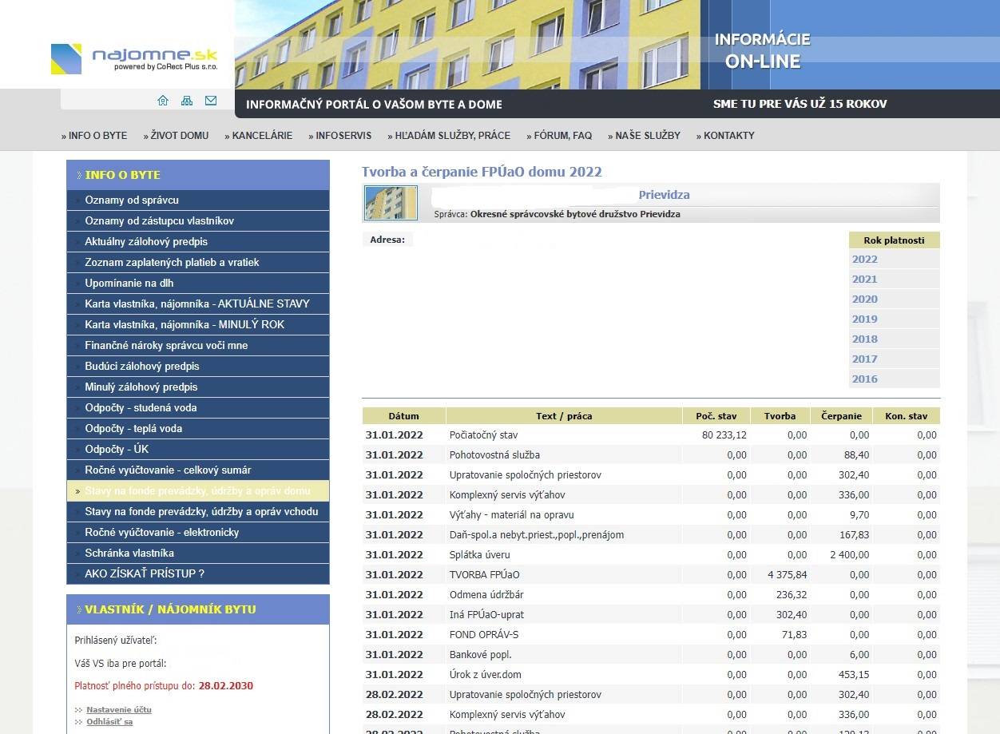 najomne.sk
powered by CoRect Plus s.r.o.
INFORMÁCIE
ON-LINE
INFORMAČNÝ PORTÁL O VAŠOM BYTE A DOME
SME TU PRE VÁS UŽ 15 ROKOV
» INFO O BYTE » ŽIVOT DOMU » KANCELÁRIE » INFOSERVIS » HĽADÁM SLUŽBY, PRÁCE » FÓRUM, FAQ » NAŠE SLUŽBY » KONTAKTY
INFO O BYTE
Oznamy od správcu
Oznamy od zástupcu vlastníkov
Aktuálny zálohový predpis
Zoznam zaplatených platieb a vratiek
Upomínanie na dlh
Karta vlastníka, nájomníka - AKTUÁLNE STAVY
Karta vlastníka, nájomníka - MINULÝ ROK
Finančné nároky správcu voči mne
Budúci zálohový predpis
Minulý zálohový predpis
Odpočty - studená voda
Odpočty - teplá voda
Odpočty - ÚK
Ročné vyúčtovanie - celkový sumár
» Stavy na fonde prevádzky, údržby a opráv domu
Stavy na fonde prevádzky, údržby a opráv vchodu
Ročné vyúčtovanie - elektronicky
Schránka vlastníka
AKO ZÍSKAŤ PRÍSTUP ?
VLASTNÍK / NÁJOMNÍK BYTU
Prihlásený užívateľ:
Váš VS iba pre portál:
Platnosť plného prístupu do: 28.02.2030
>> Nastavenie účtu
>> Odhlásiť sa
Tvorba a čerpanie FPÚaO domu 2022
Prievidza
Správca: Okresné správcovské bytové družstvo Prievidza
Adresa:
Rok platnosti
2022
2021
2020
2019
2018
2017
2016
Dátum Text / práca Poč. stav Tvorba Čerpanie Kon. stav
31.01.2022 Počiatočný stav 80 233,12 0,00 0,00 0,00
31.01.2022 Pohotovostná služba 0,00 0,00 88,40 0,00
31.01.2022 Upratovanie spoločných priestorov 0,00 0,00 302,40 0,00
31.01.2022 Komplexný servis výťahov 0,00 0,00 336,00 0,00
31.01.2022 Výťahy - materiál na opravu 0,00 0,00 9,70 0,00
31.01.2022 Daň-spol.a nebyt.priest.,popl.,prenájom 0,00 0,00 167,83 0,00
31.01.2022 Splátka úveru 0,00 0,00 2 400,00 0,00
31.01.2022 TVORBA FPÚaO 0,00 4 375,84 0,00 0,00
31.01.2022 Odmena údržbár 0,00 236,32 0,00 0,00
31.01.2022 Iná FPÚaO-uprat 0,00 302,40 0,00 0,00
31.01.2022 FOND OPRÁV-S 0,00 71,83 0,00 0,00
31.01.2022 Bankové popl. 0,00 0,00 6,00 0,00
31.01.2022 Úrok z úver.dom 0,00 0,00 453,15 0,00
28.02.2022 Upratovanie spoločných priestorov 0,00 0,00 302,40 0,00
28.02.2022 Komplexný servis výťahov 0,00 0,00 336,00 0,00
28.02.2022 Pohotovostná služba 0,00 0,00 0,00